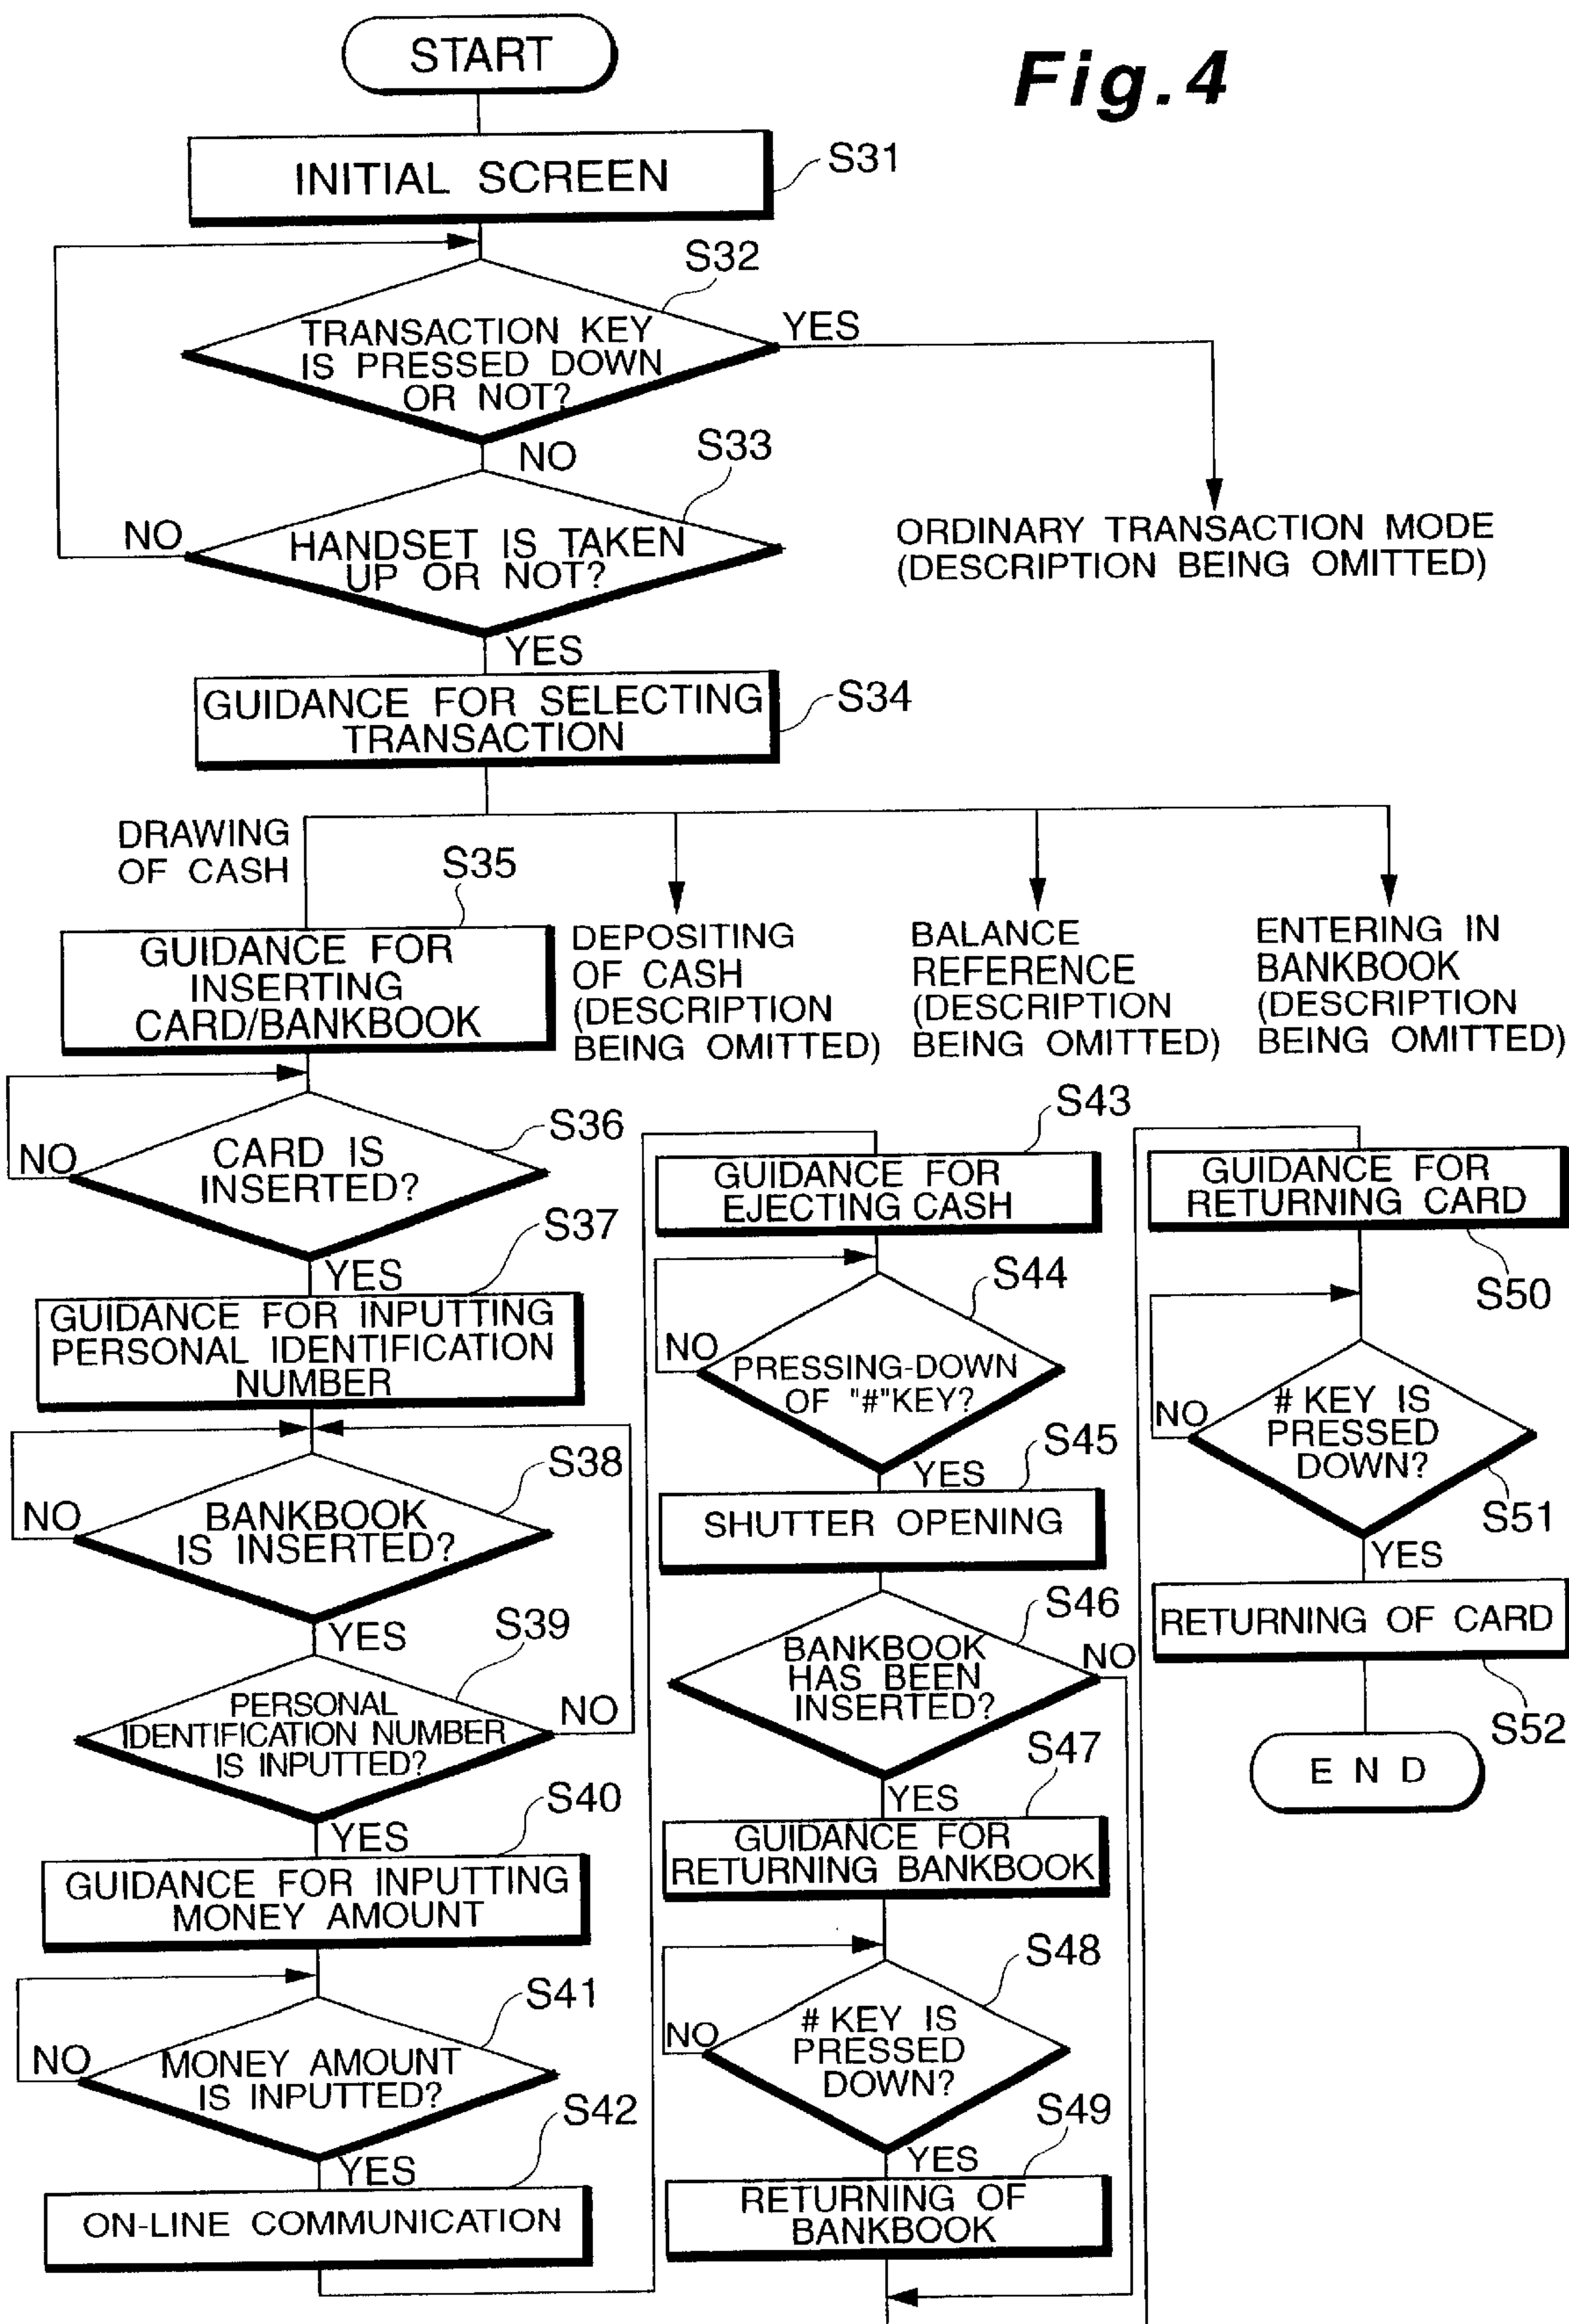 Fig.4
START
INITIAL SCREEN
S31
S32
TRANSACTION KEY
IS PRESSED DOWN
OR NOT?
YES
NO
S33
HANDSET IS TAKEN
UP OR NOT?
NO
YES
ORDINARY TRANSACTION MODE
(DESCRIPTION BEING OMITTED)
GUIDANCE FOR SELECTING
TRANSACTION
S34
DRAWING
OF CASH
S35
GUIDANCE FOR
INSERTING
CARD/BANKBOOK
DEPOSITING
OF CASH
(DESCRIPTION
BEING OMITTED)
BALANCE
REFERENCE
(DESCRIPTION
BEING OMITTED)
ENTERING IN
BANKBOOK
(DESCRIPTION
BEING OMITTED)
S36
CARD IS
INSERTED?
NO
YES
S37
GUIDANCE FOR INPUTTING
PERSONAL IDENTIFICATION
NUMBER
S38
BANKBOOK
IS INSERTED?
NO
YES
S39
PERSONAL
IDENTIFICATION NUMBER
IS INPUTTED?
NO
YES
S40
GUIDANCE FOR INPUTTING
MONEY AMOUNT
S41
MONEY AMOUNT
IS INPUTTED?
NO
YES
S42
ON-LINE COMMUNICATION
S43
GUIDANCE FOR
EJECTING CASH
S44
PRESSING-DOWN
OF "#"KEY?
NO
YES
S45
SHUTTER OPENING
S46
BANKBOOK
HAS BEEN
INSERTED?
NO
YES
S47
GUIDANCE FOR
RETURNING BANKBOOK
S48
# KEY IS
PRESSED
DOWN?
NO
YES
S49
RETURNING OF
BANKBOOK
GUIDANCE FOR
RETURNING CARD
S50
# KEY IS
PRESSED
DOWN?
NO
S51
YES
RETURNING OF CARD
S52
E N D